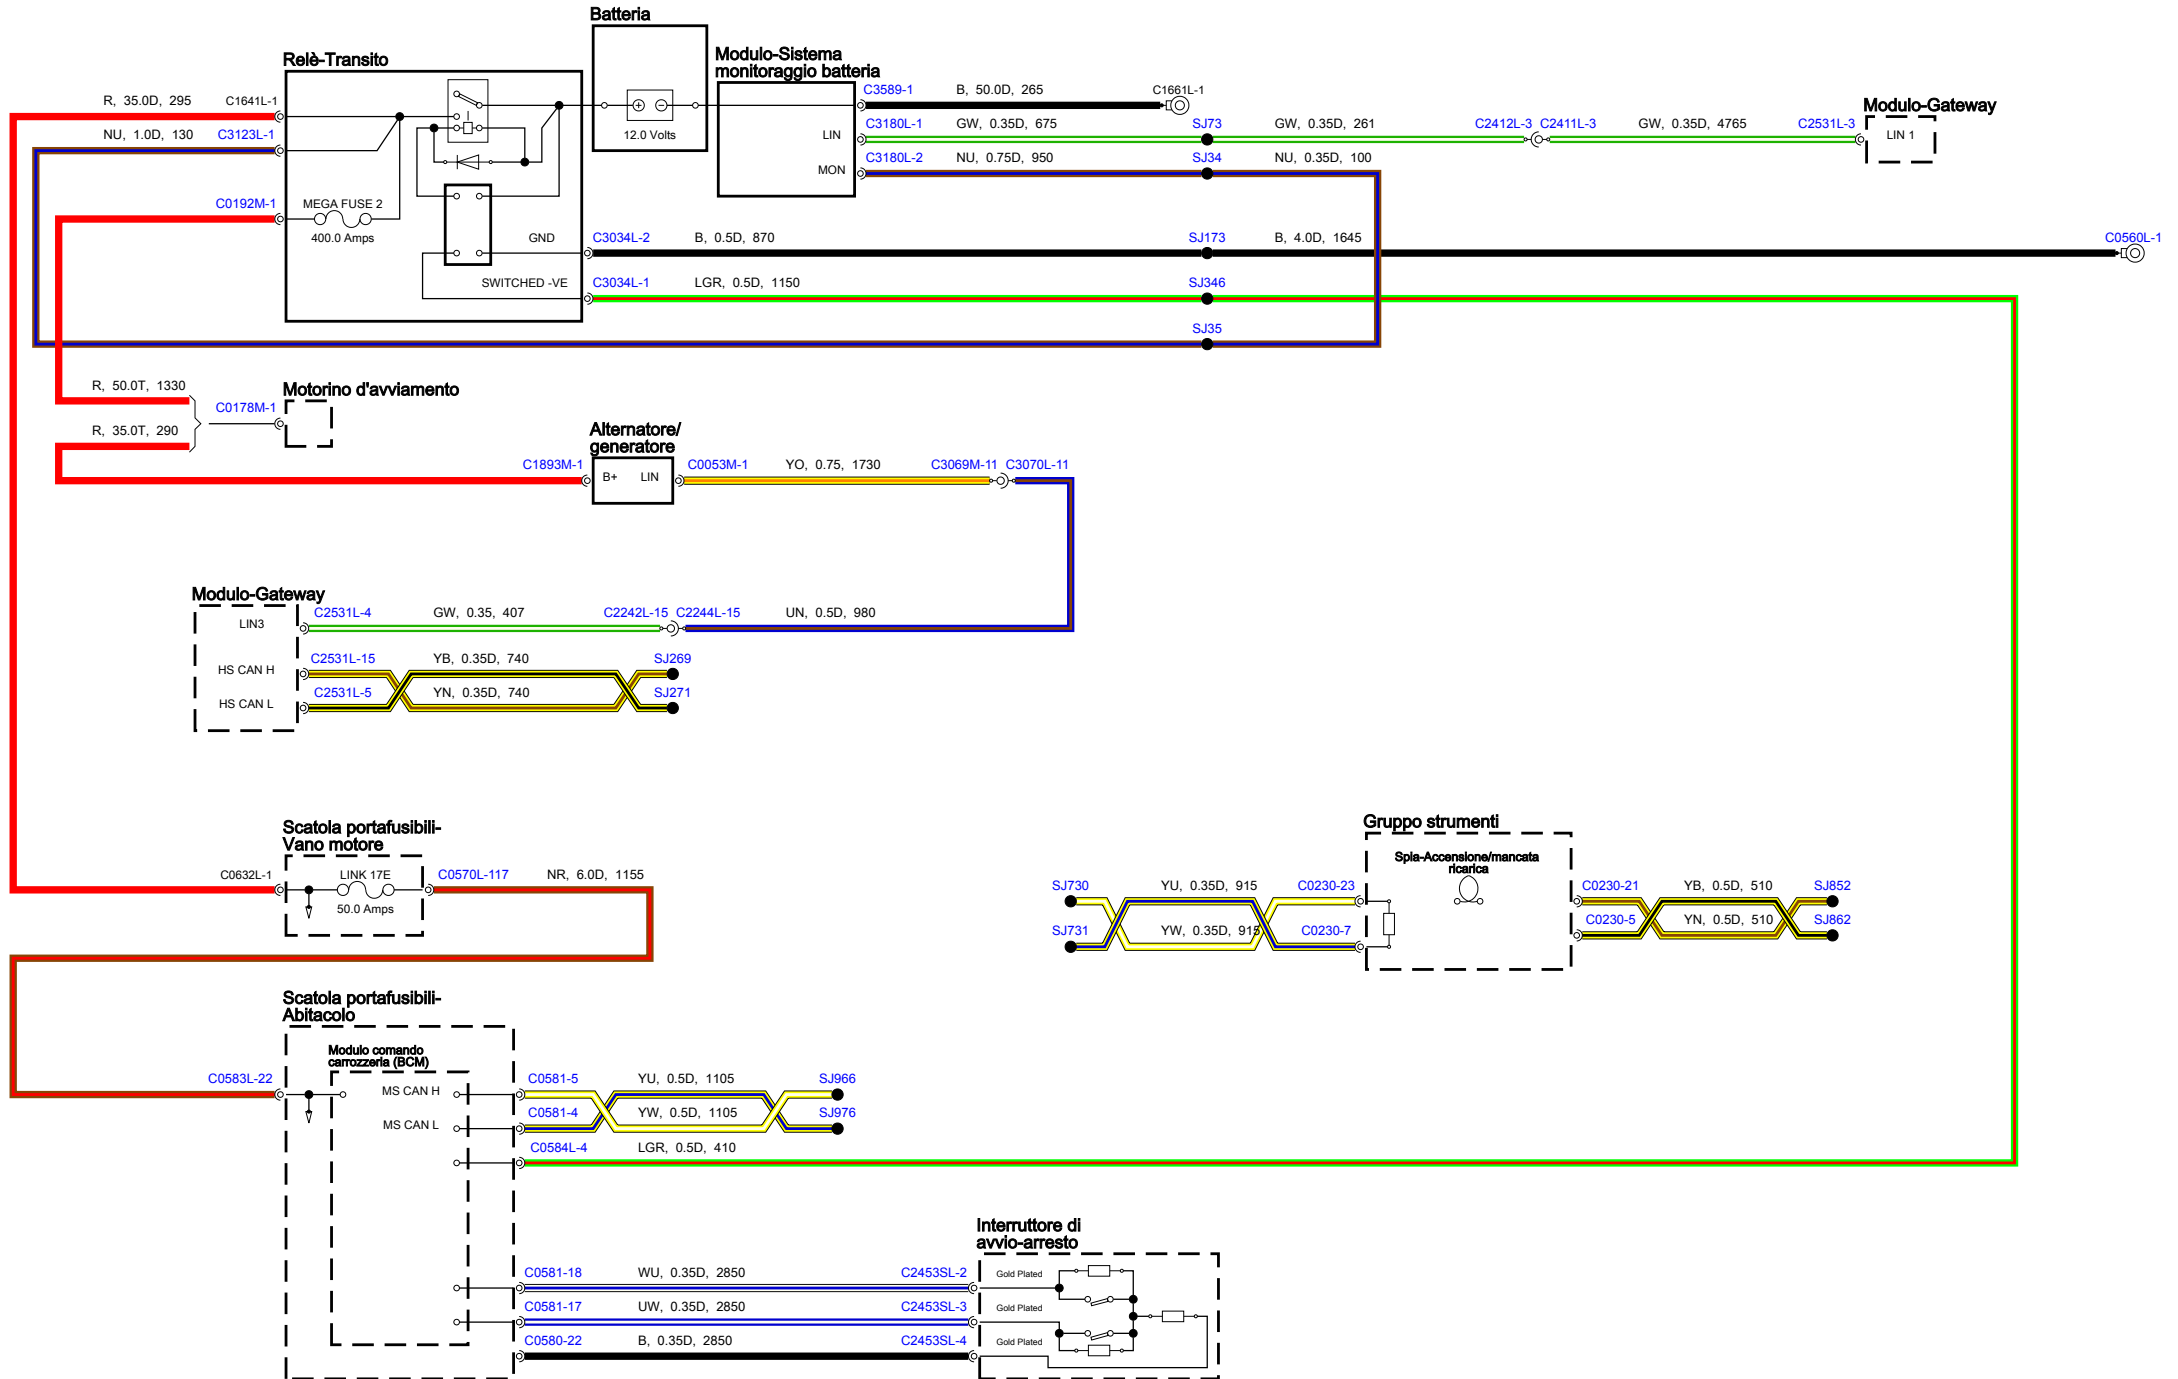 Batteria
Relè-Transito
Modulo-Sistema
monitoraggio batteria
R, 35.0D, 295
C1641L-1
C3589-1
B, 50.0D, 265
C1661L-1
Modulo-Gateway
12.0 Volts
NU, 1.0D, 130
C3123L-1
LIN
C3180L-1
GW, 0.35D, 675
SJ73
GW, 0.35D, 261
C2412L-3
C2411L-3
GW, 0.35D, 4765
C2531L-3
LIN 1
MON
C3180L-2
NU, 0.75D, 950
SJ34
NU, 0.35D, 100
C0192M-1
MEGA FUSE 2
400.0 Amps
GND
C3034L-2
B, 0.5D, 870
SJ173
B, 4.0D, 1645
C0560L-1
SWITCHED -VE
C3034L-1
LGR, 0.5D, 1150
SJ346
SJ35
R, 50.0T, 1330
Motorino d'avviamento
C0178M-1
R, 35.0T, 290
Alternatore/
generatore
C1893M-1
B+
LIN
C0053M-1
YO, 0.75, 1730
C3069M-11
C3070L-11
Modulo-Gateway
LIN3
C2531L-4
GW, 0.35, 407
C2242L-15
C2244L-15
UN, 0.5D, 980
HS CAN H
C2531L-15
YB, 0.35D, 740
SJ269
HS CAN L
C2531L-5
YN, 0.35D, 740
SJ271
Scatola portafusibili-
Vano motore
C0632L-1
LINK 17E
50.0 Amps
C0570L-117
NR, 6.0D, 1155
Gruppo strumenti
Spia-Accensione/mancata
ricarica
SJ730
YU, 0.35D, 915
C0230-23
C0230-21
YB, 0.5D, 510
SJ852
SJ731
YW, 0.35D, 915
C0230-7
C0230-5
YN, 0.5D, 510
SJ862
Scatola portafusibili-
Abitacolo
Modulo comando
carrozzeria (BCM)
C0583L-22
MS CAN H
C0581-5
YU, 0.5D, 1105
SJ966
MS CAN L
C0581-4
YW, 0.5D, 1105
SJ976
C0584L-4
LGR, 0.5D, 410
Interruttore di
avvio-arresto
C0581-18
WU, 0.35D, 2850
C2453SL-2
Gold Plated
C0581-17
UW, 0.35D, 2850
C2453SL-3
Gold Plated
C0580-22
B, 0.35D, 2850
C2453SL-4
Gold Plated